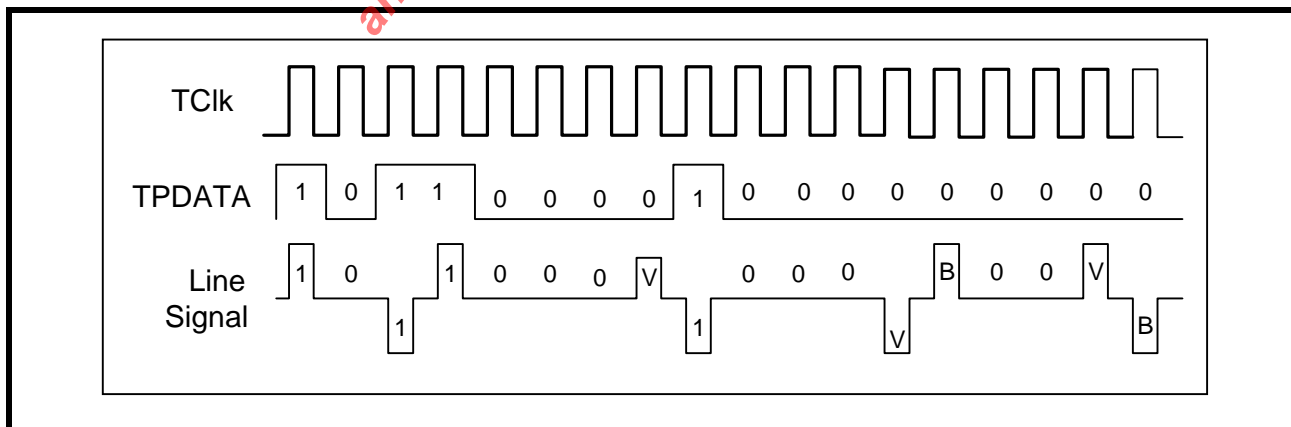 an
TClk
TPDATA 1 0 1 1 0 0 0 0 1 0 0 0 0 0 0 0 0 0
Line Signal 1 0 1 1 0 0 0 V 1 0 0 0 V B 0 0 V B